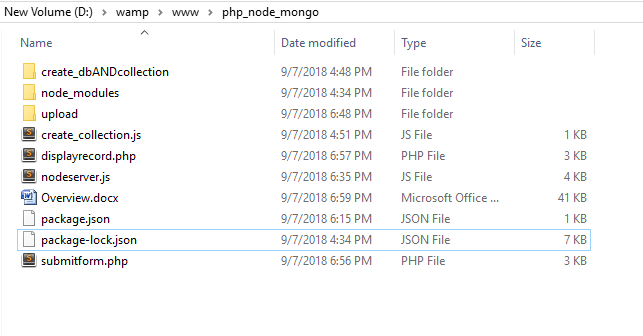 New Volume (D:) > wamp > www > php_node_mongo
Name Date modified Type Size
create_dbANDcollection 9/7/2018 4:48 PM File folder
node_modules 9/7/2018 4:34 PM File folder
upload 9/7/2018 6:48 PM File folder
create_collection.js 9/7/2018 4:51 PM JS File 1 KB
displayrecord.php 9/7/2018 6:57 PM PHP File 3 KB
nodeserver.js 9/7/2018 6:35 PM JS File 4 KB
Overview.docx 9/7/2018 6:59 PM Microsoft Office ... 41 KB
package.json 9/7/2018 6:15 PM JSON File 1 KB
package-lock.json 9/7/2018 4:34 PM JSON File 7 KB
submitform.php 9/7/2018 6:56 PM PHP File 3 KB